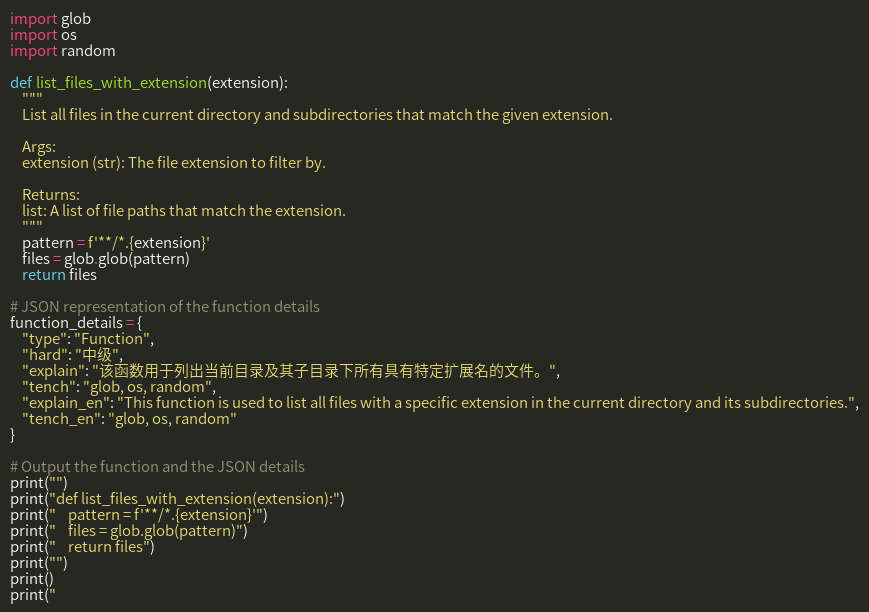 import glob
import os
import random

def list_files_with_extension(extension):
    """
    List all files in the current directory and subdirectories that match the given extension.

    Args:
    extension (str): The file extension to filter by.

    Returns:
    list: A list of file paths that match the extension.
    """
    pattern = f'**/*.{extension}'
    files = glob.glob(pattern)
    return files

# JSON representation of the function details
function_details = {
    "type": "Function",
    "hard": "中级",
    "explain": "该函数用于列出当前目录及其子目录下所有具有特定扩展名的文件。",
    "tench": "glob, os, random",
    "explain_en": "This function is used to list all files with a specific extension in the current directory and its subdirectories.",
    "tench_en": "glob, os, random"
}

# Output the function and the JSON details
print("")
print("def list_files_with_extension(extension):")
print("    pattern = f'**/*.{extension}'")
print("    files = glob.glob(pattern)")
print("    return files")
print("")
print()
print("